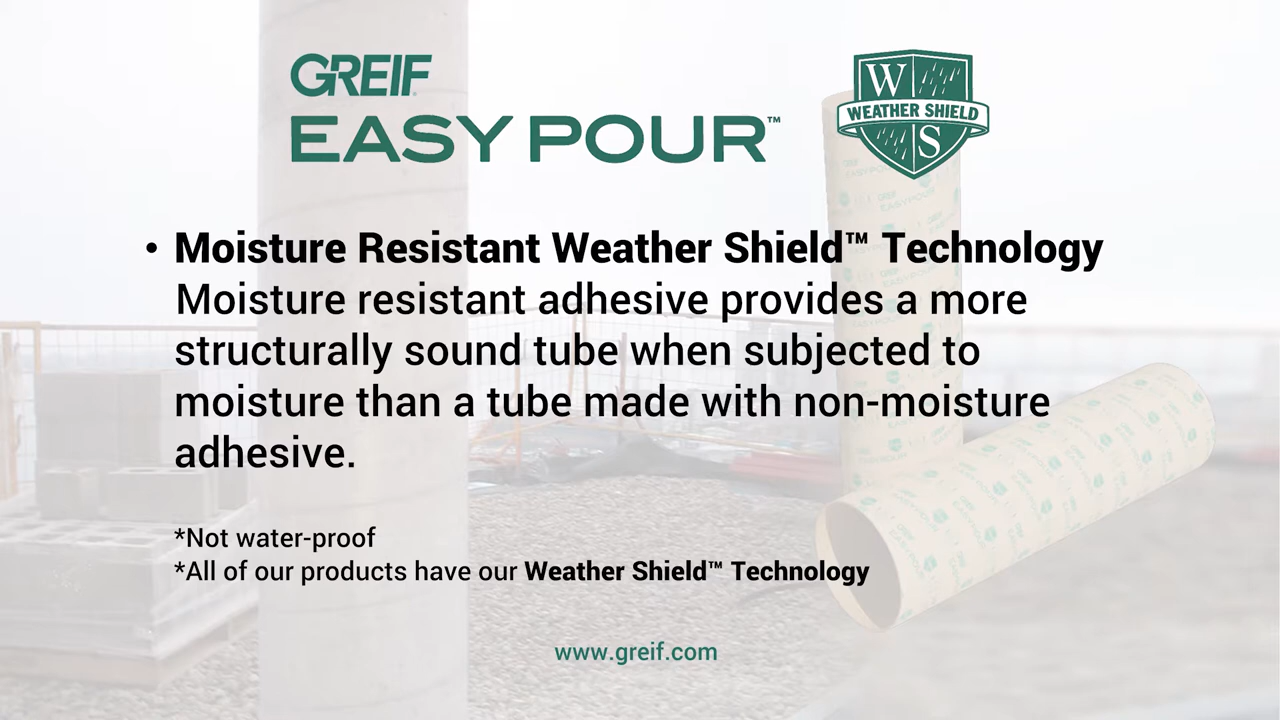 GREIF
EASY POUR™
W
WEATHER SHIELD
S
• Moisture Resistant Weather Shield™ Technology
Moisture resistant adhesive provides a more
structurally sound tube when subjected to
moisture than a tube made with non-moisture
adhesive.
*Not water-proof
*All of our products have our Weather Shield™ Technology
www.greif.com